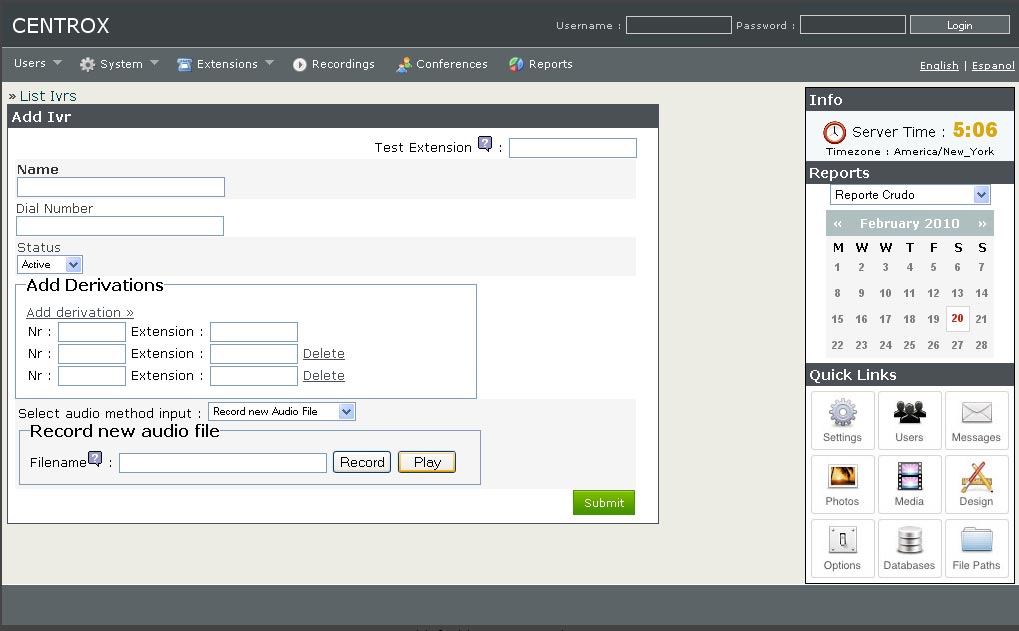 CENTROX
Username : Password : Login
Users System Extensions Recordings Conferences Reports English | Espanol
» List Ivrs
Add Ivr
Test Extension ? :
Name
Dial Number
Status
Active
Add Derivations
Add derivation »
Nr : Extension :
Nr : Extension : Delete
Nr : Extension : Delete
Select audio method input : Record new Audio File
Record new audio file
Filename ? : Record Play
Submit
Info
Server Time : 5:06
Timezone : America/New_York
Reports
Reporte Crudo
« February 2010 »
M W W T F S S
1 2 3 4 5 6 7
8 9 10 11 12 13 14
15 16 17 18 19 20 21
22 23 24 25 26 27 28
Quick Links
Settings Users Messages
Photos Media Design
Options Databases File Paths